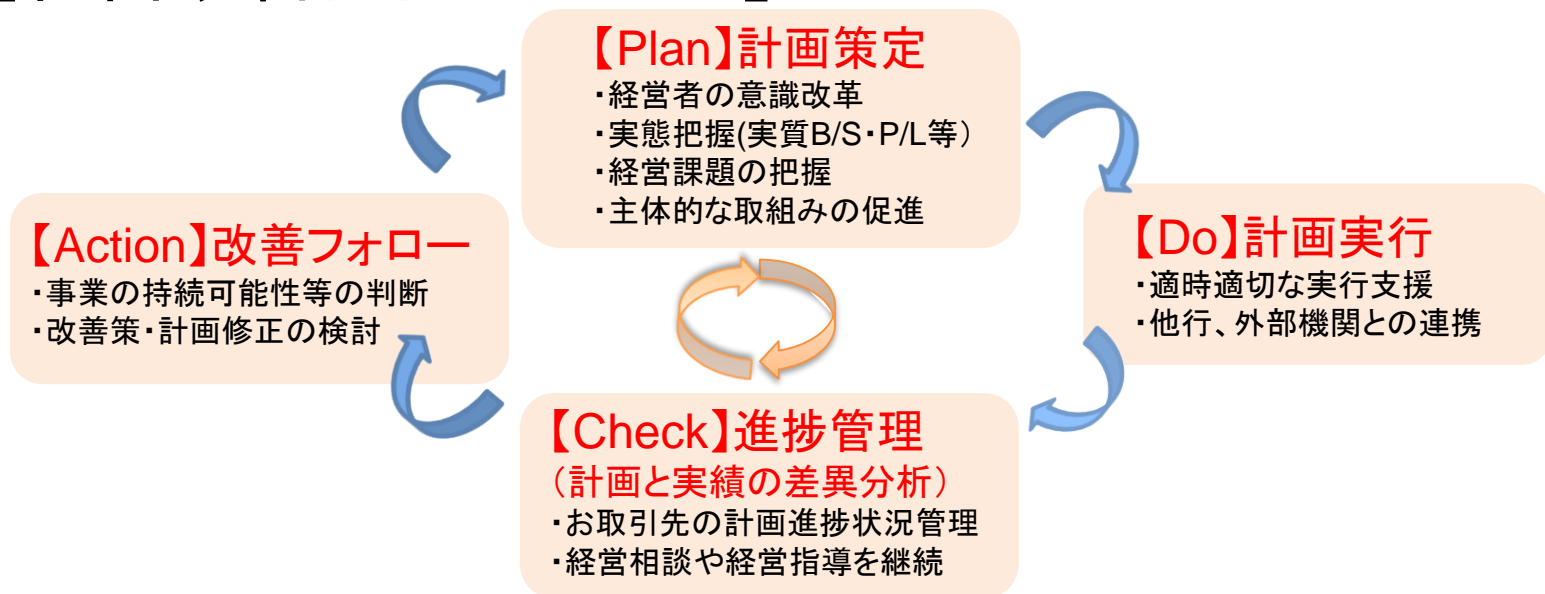 【Plan】計画策定
・経営者の意識改革
・実態把握(実質B/S・P/L等）
・経営課題の把握
・主体的な取組みの促進
【Do】計画実行
・適時適切な実行支援
・他行、外部機関との連携
【Check】進捗管理
（計画と実績の差異分析）
・お取引先の計画進捗状況管理
・経営相談や経営指導を継続
【Action】改善フォロー
・事業の持続可能性等の判断
・改善策・計画修正の検討